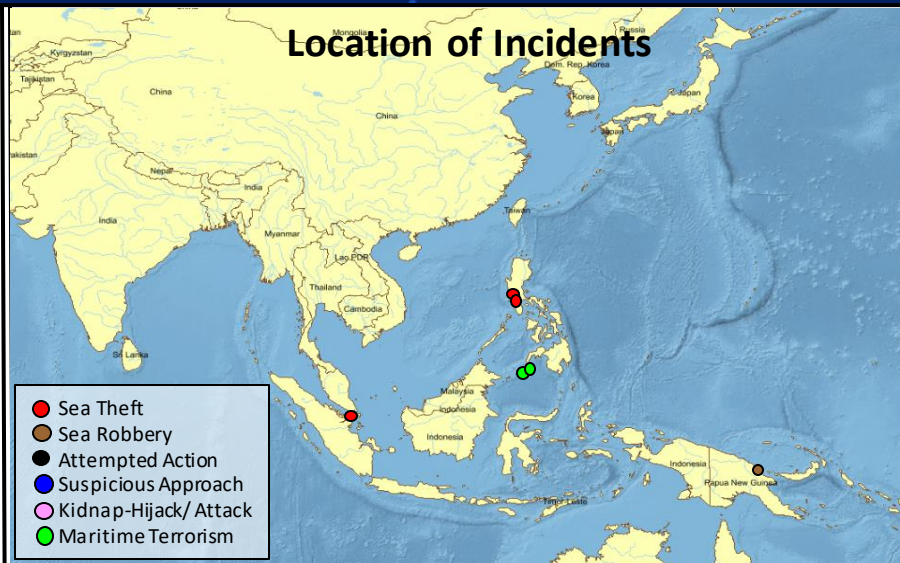 Location of Incidents
Mongolia
Russia
Kyrgyzstan
Dom. Rep. Korea
Tajikistan
China
Japan
Korea
China
Japan
Nepal
India
Taiwan
India
Myanmar
Lao PDR
Thailand
Cambodia
Sri Lanka
Malaysia
Indonesia
Indonesia
Indonesia
Papua New Guinea
Timor Leste
Sea Theft
Sea Robbery
Attempted Action
Suspicious Approach
Kidnap-Hijack/ Attack
Maritime Terrorism